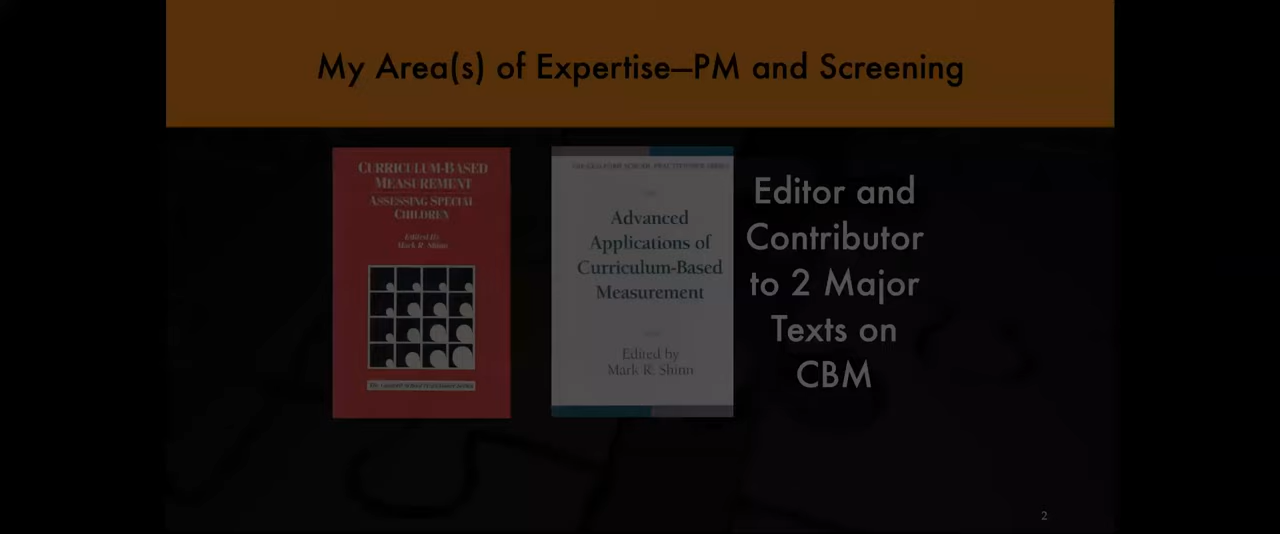 My Area(s) of Expertise—PM and Screening
CURRICULUM-BASED
MEASUREMENT
ASSESSING SPECIAL
CHILDREN
Edited By
Mark R. Shinn
Advanced
Applications of
Curriculum-Based
Measurement
Edited by
Mark R. Shinn
Editor and
Contributor
to 2 Major
Texts on
CBM
2